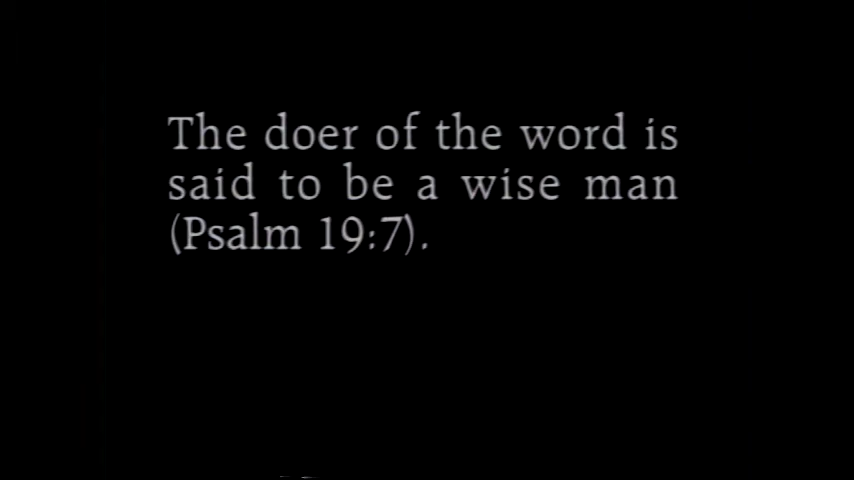 The doer of the word is
said to be a wise man
(Psalm 19:7).